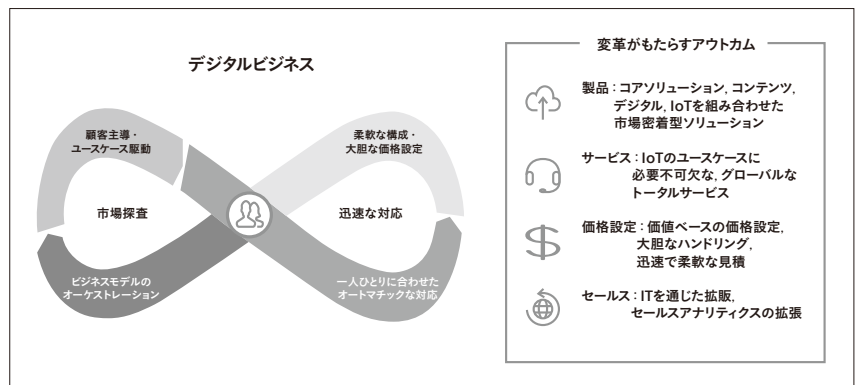 デジタルビジネス
顧客主導・
ユースケース駆動
柔軟な構成・
大胆な価格設定
市場探査
迅速な対応
ビジネスモデルの
オーケストレーション
一人ひとりに合わせた
オートマチックな対応
変革がもたらすアウトカム
製品：コアソリューション, コンテンツ,
デジタル, IoTを組み合わせた
市場密着型ソリューション
サービス：IoTのユースケースに
必要不可欠な, グローバルな
トータルサービス
価格設定：価値ベースの価格設定,
大胆なハンドリング,
迅速で柔軟な見積
セールス：ITを通じた拡販,
セールスアナリティクスの拡張